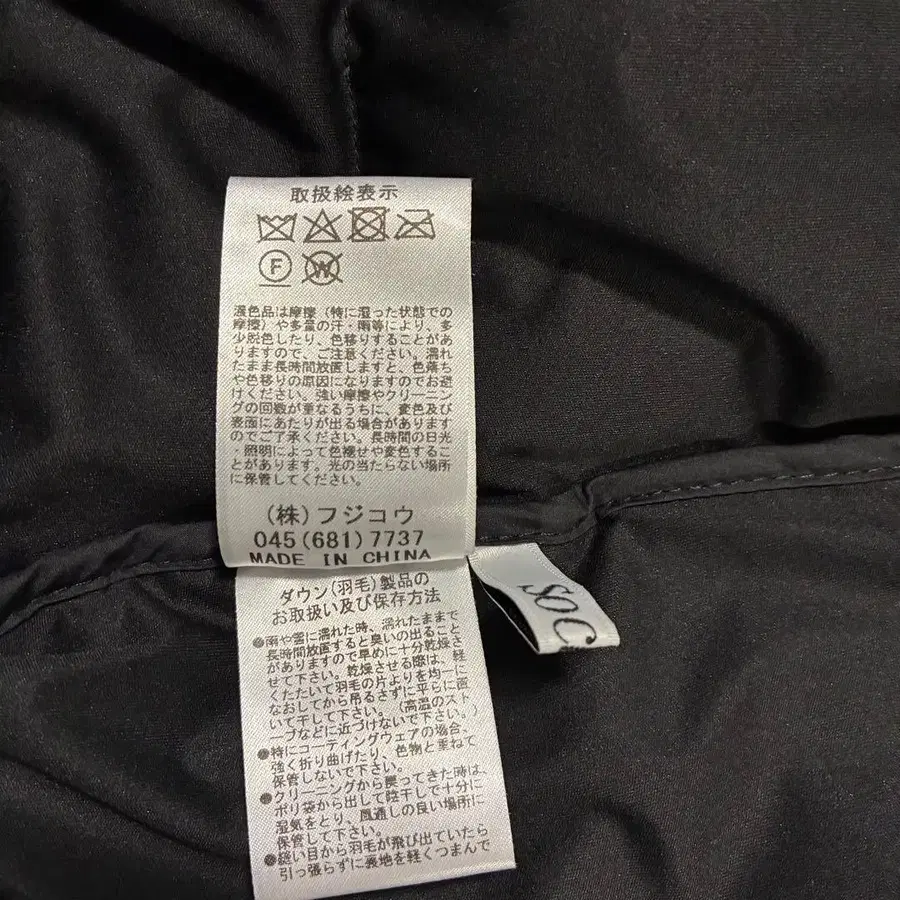 取扱絵表示
F W
濃色品は摩擦(特に湿った状態での
摩擦)や多量の汗・雨等により、多
少脱色したり、色移りすることがあ
りますので、ご注意ください。濡れ
たまま長時間放置しますと、色落ち
や色移りの原因になりますのでお避
けください。強い摩擦やクリーニン
グの回数が重なるうちに、変色及び
表面にあたりが出る場合があります
のでご了承ください。長時間の日光
・照明によって色褪せや変色するこ
とがあります。光の当たらない場所
に保管してください。
(株)フジコウ
045(681)7737
MADE IN CHINA
ダウン(羽毛)製品の
お取扱い及び保存方法
●雨や雪に濡れた時、濡れたままで
長時間放置すると臭いの出ること
がありますので早めに十分乾燥さ
せて下さい。乾燥させる際は、軽
くたたいて羽毛の片よりを均一に
なおしてから吊るさずに平らに置
いて干して下さい。(高温のスト
ーブなどに近づけないで下さい。)
●特にコーティングウェアの場合、
強く折り曲げたり、色物と重ねて
保管しないで下さい。
●クリーニングから戻ってきた時は
ポリ袋から出して陰干しで十分に
湿気をとり、風通しの良い場所に
保管して下さい。
●縫い目から羽毛が飛び出ていたら
引っ張らずに表地を軽くつまんで
SO C